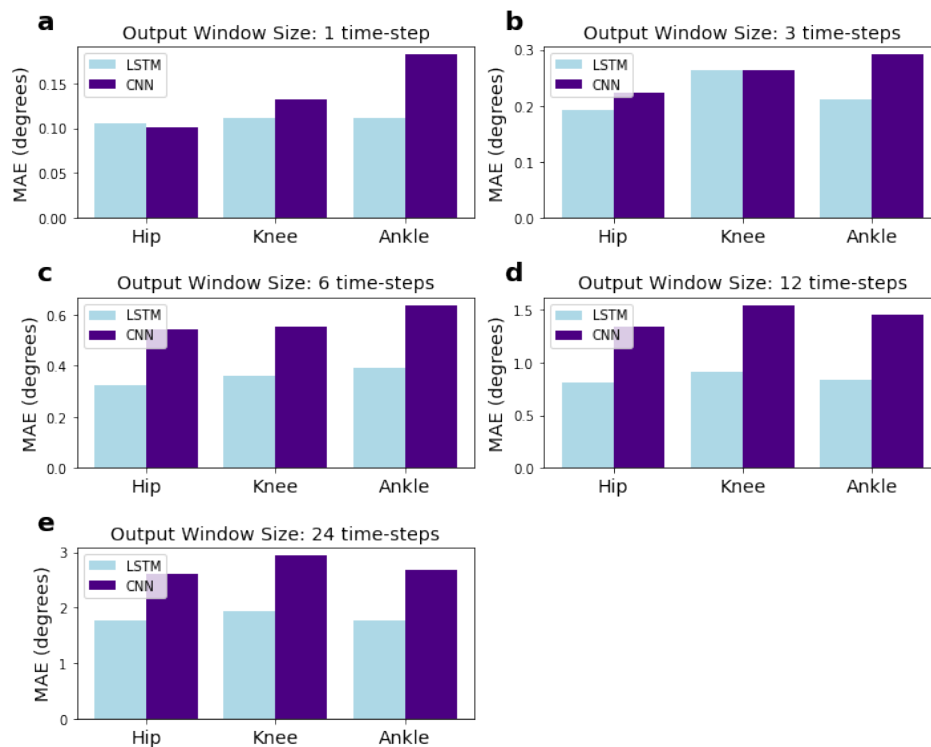 a
Output Window Size: 1 time-step
MAE (degrees)
0.15
0.10
0.05
0.00
LSTM
CNN
Hip Knee Ankle
b
Output Window Size: 3 time-steps
MAE (degrees)
0.3
0.2
0.1
0.0
LSTM
CNN
Hip Knee Ankle
c
Output Window Size: 6 time-steps
MAE (degrees)
0.6
0.4
0.2
0.0
LSTM
CNN
Hip Knee Ankle
d
Output Window Size: 12 time-steps
MAE (degrees)
1.5
1.0
0.5
0.0
LSTM
CNN
Hip Knee Ankle
e
Output Window Size: 24 time-steps
MAE (degrees)
3
2
1
0
LSTM
CNN
Hip Knee Ankle